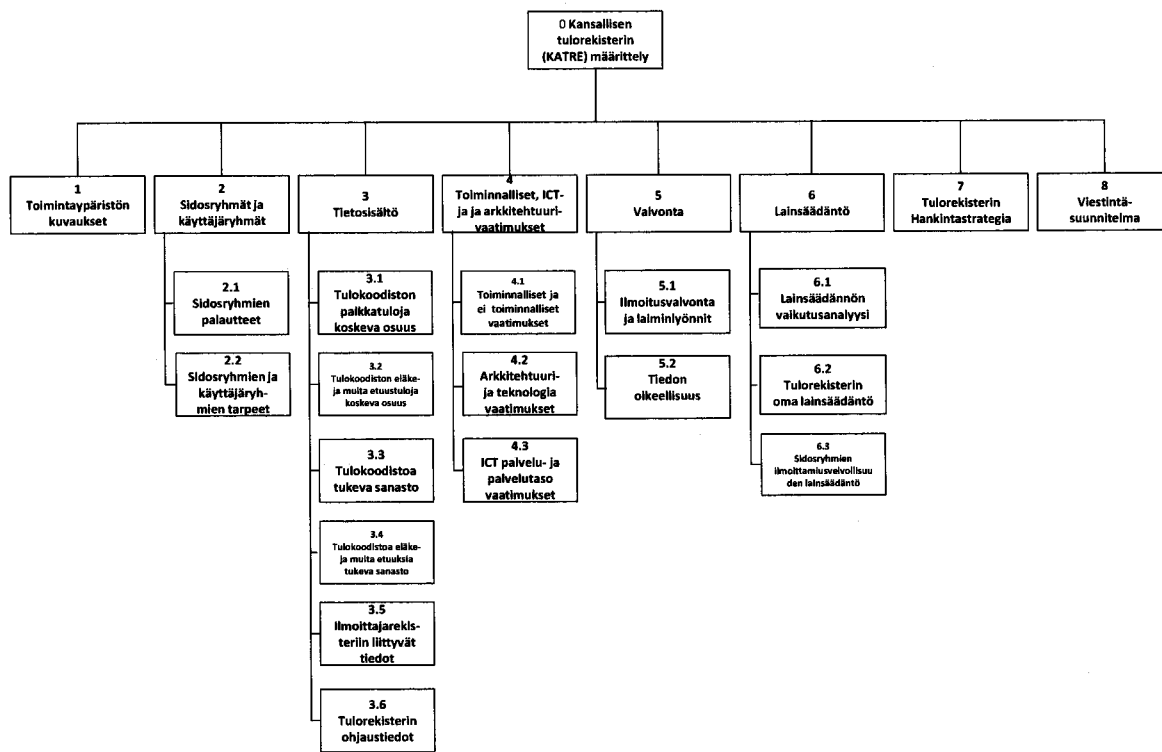 0 Kansallisen
tulorekisterin
(KATRE) määrittely
1
Toimintaypäristön
kuvaukset
2
Sidosryhmät ja
käyttäjäryhmät
3
Tietosisältö
4
Toiminnalliset, ICT-
ja ja arkkitehtuuri-
vaatimukset
5
Valvonta
6
Lainsäädäntö
7
Tulorekisterin
Hankintastrategia
8
Viestintä-
suunnitelma
2.1
Sidosryhmien
palautteet
2.2
Sidosryhmien ja
käyttäjäryh-
mien tarpeet
3.1
Tulokoodiston
palkkatuloja
koskeva osuus
3.2
Tulokoodiston eläke-
ja muita etuustuloja
koskeva osuus
3.3
Tulokoodistoa
tukeva sanasto
3.4
Tulokoodistoa eläke-
ja muita etuuksia
tukeva sanasto
3.5
Ilmoittajarekis-
teriin liittyvät
tiedot
3.6
Tulorekisterin
ohjaustiedot
4.1
Toiminnalliset ja
ei toiminnalliset
vaatimukset
4.2
Arkkitehtuuri-
ja teknologia
vaatimukset
4.3
ICT palvelu- ja
palvelutaso
vaatimukset
5.1
Ilmoitusvalvonta
ja laiminlyönnit
5.2
Tiedon
oikeellisuus
6.1
Lainsäädännön
vaikutusanalyysi
6.2
Tulorekisterin
oma lainsäädäntö
6.3
Sidosryhmien
ilmoittamiusvelvollisuu
den lainsäädäntö